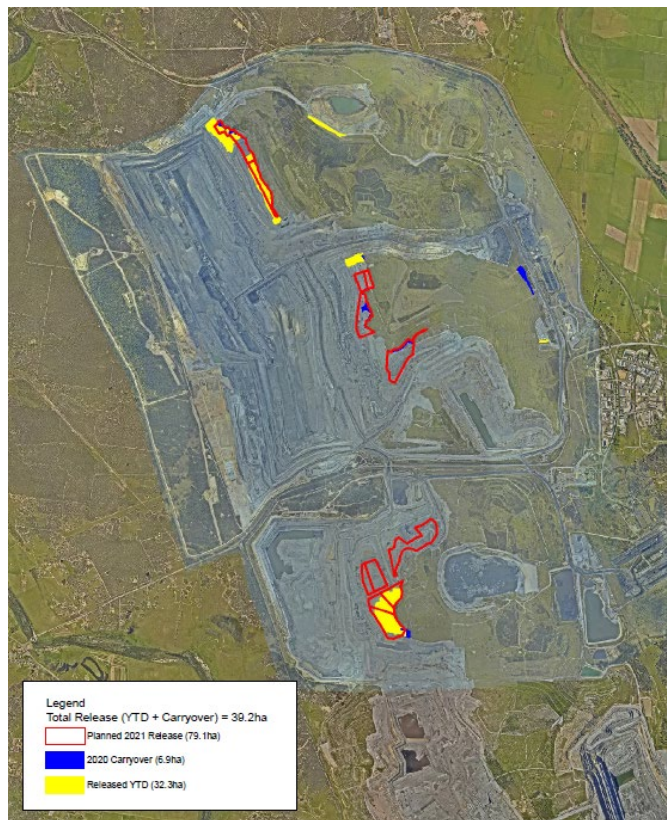 Legend
Total Release (YTD + Carryover) = 39.2ha
Planned 2021 Release (79.1ha)
2020 Carryover (6.9ha)
Released YTD (32.3ha)